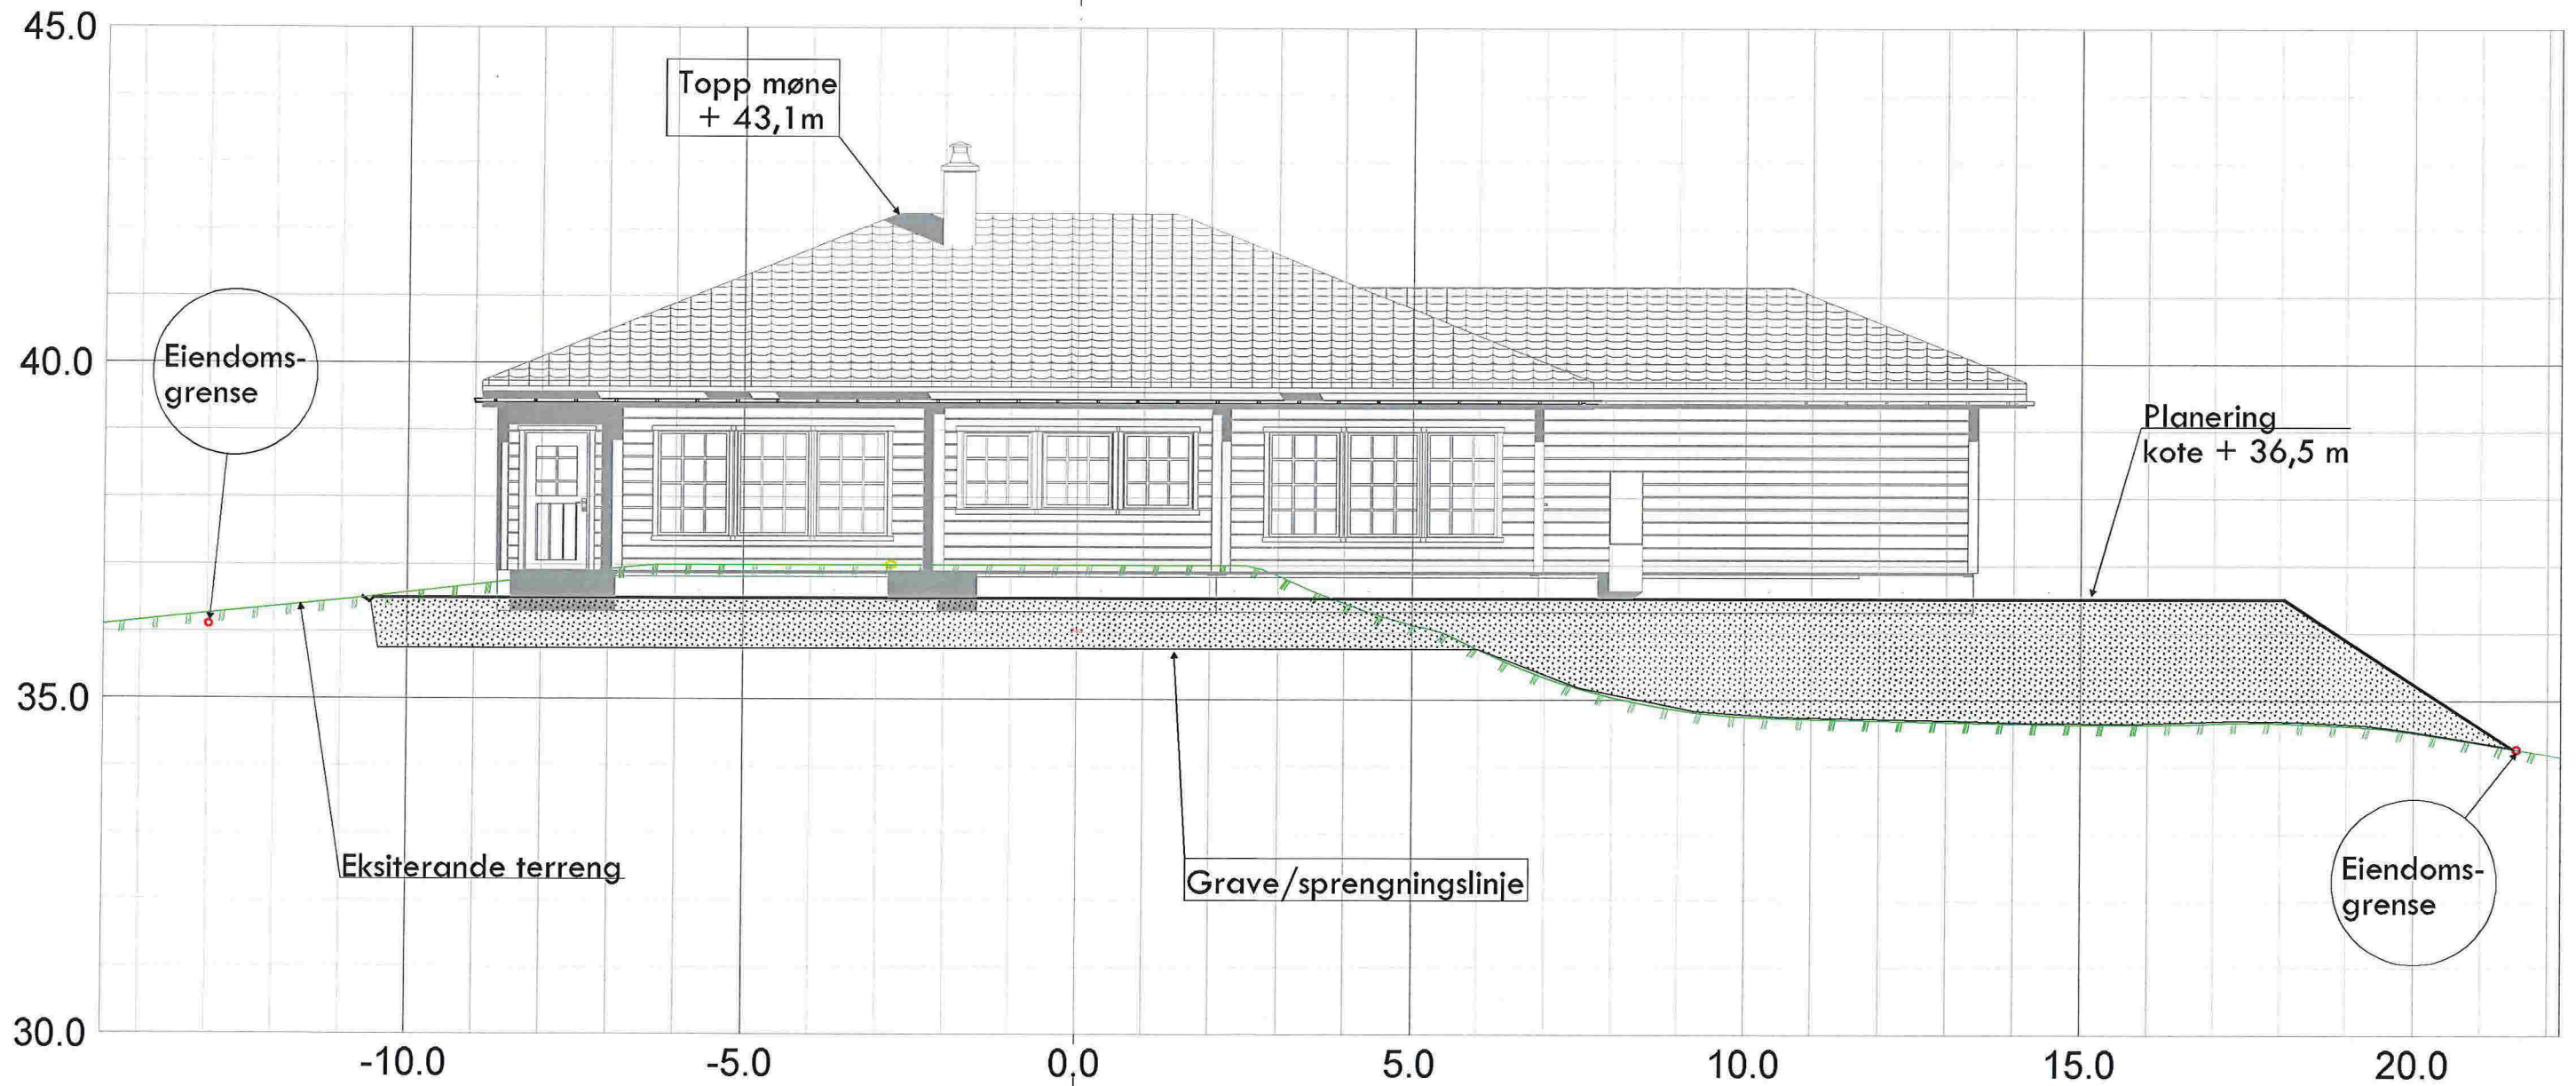 45.0
Topp møne
+ 43,1m
Eiendoms-
grense
40.0
Planering
kote + 36,5 m
35.0
Eksiterande terreng
Grave/sprengningslinje
Eiendoms-
grense
30.0
-10.0
-5.0
0.0
5.0
10.0
15.0
20.0